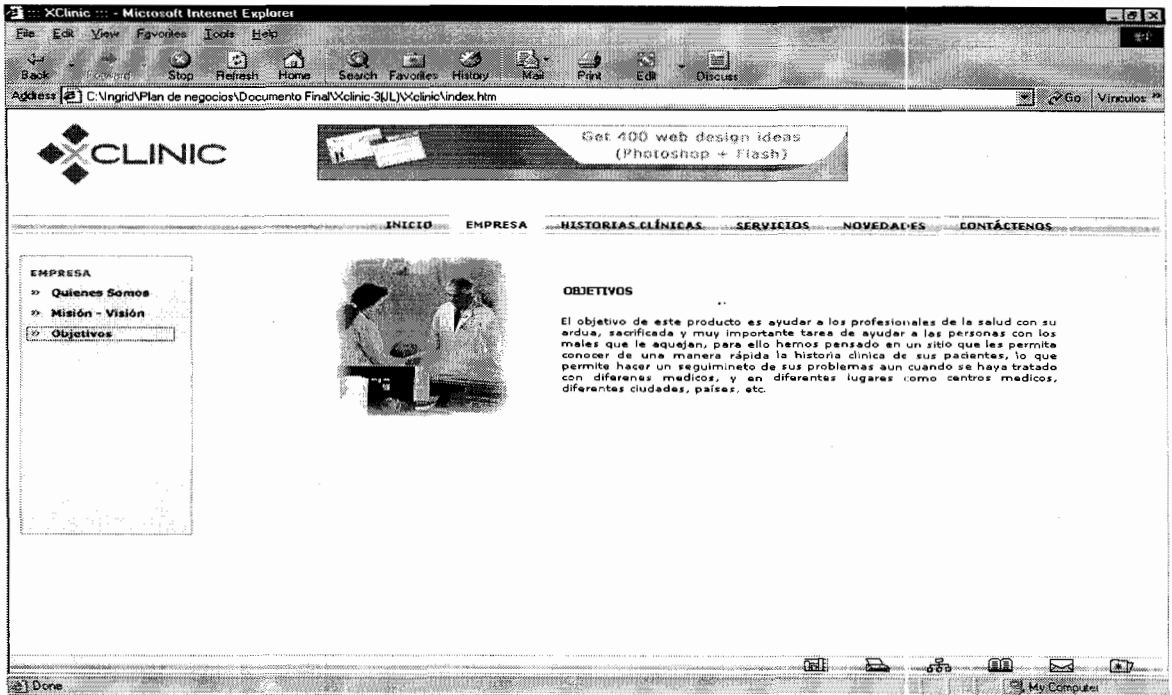 ::: XClinic ::: - Microsoft Internet Explorer
File Edit View Favorites Tools Help
Back Forward Stop Refresh Home Search Favorites History Mail Print Edit Discuss
Address C:\Ingrid\Plan de negocios\Documento Final\Xclinic-3(JL)\Xclinic\index.htm Go Vínculos »
XCLINIC
Get 400 web design ideas
(Photoshop + Flash)
INICIO EMPRESA HISTORIAS CLÍNICAS SERVICIOS NOVEDADES CONTÁCTENOS
EMPRESA
» Quienes Somos
» Misión - Visión
» Objetivos
OBJETIVOS
El objetivo de este producto es ayudar a los profesionales de la salud con su
ardua, sacrificada y muy importante tarea de ayudar a las personas con los
males que le aquejan, para ello hemos pensado en un sitio que les permita
conocer de una manera rápida la historia clinica de sus pacientes, lo que
permite hacer un seguimineto de sus problemas aun cuando se haya tratado
con diferenes medicos, y en diferentes lugares como centros medicos,
diferentes ciudades, países, etc.
Done My Computer